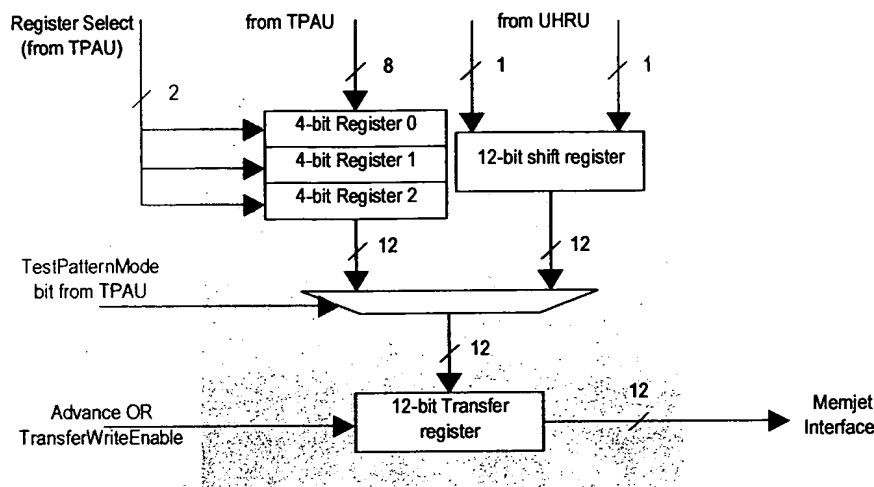 Register Select
(from TPAU)
from TPAU
from UHRU
2
8
1
1
4-bit Register 0
4-bit Register 1
4-bit Register 2
12-bit shift register
12
12
TestPatternMode
bit from TPAU
12
Advance OR
TransferWriteEnable
12-bit Transfer
register
12
Memjet
Interface